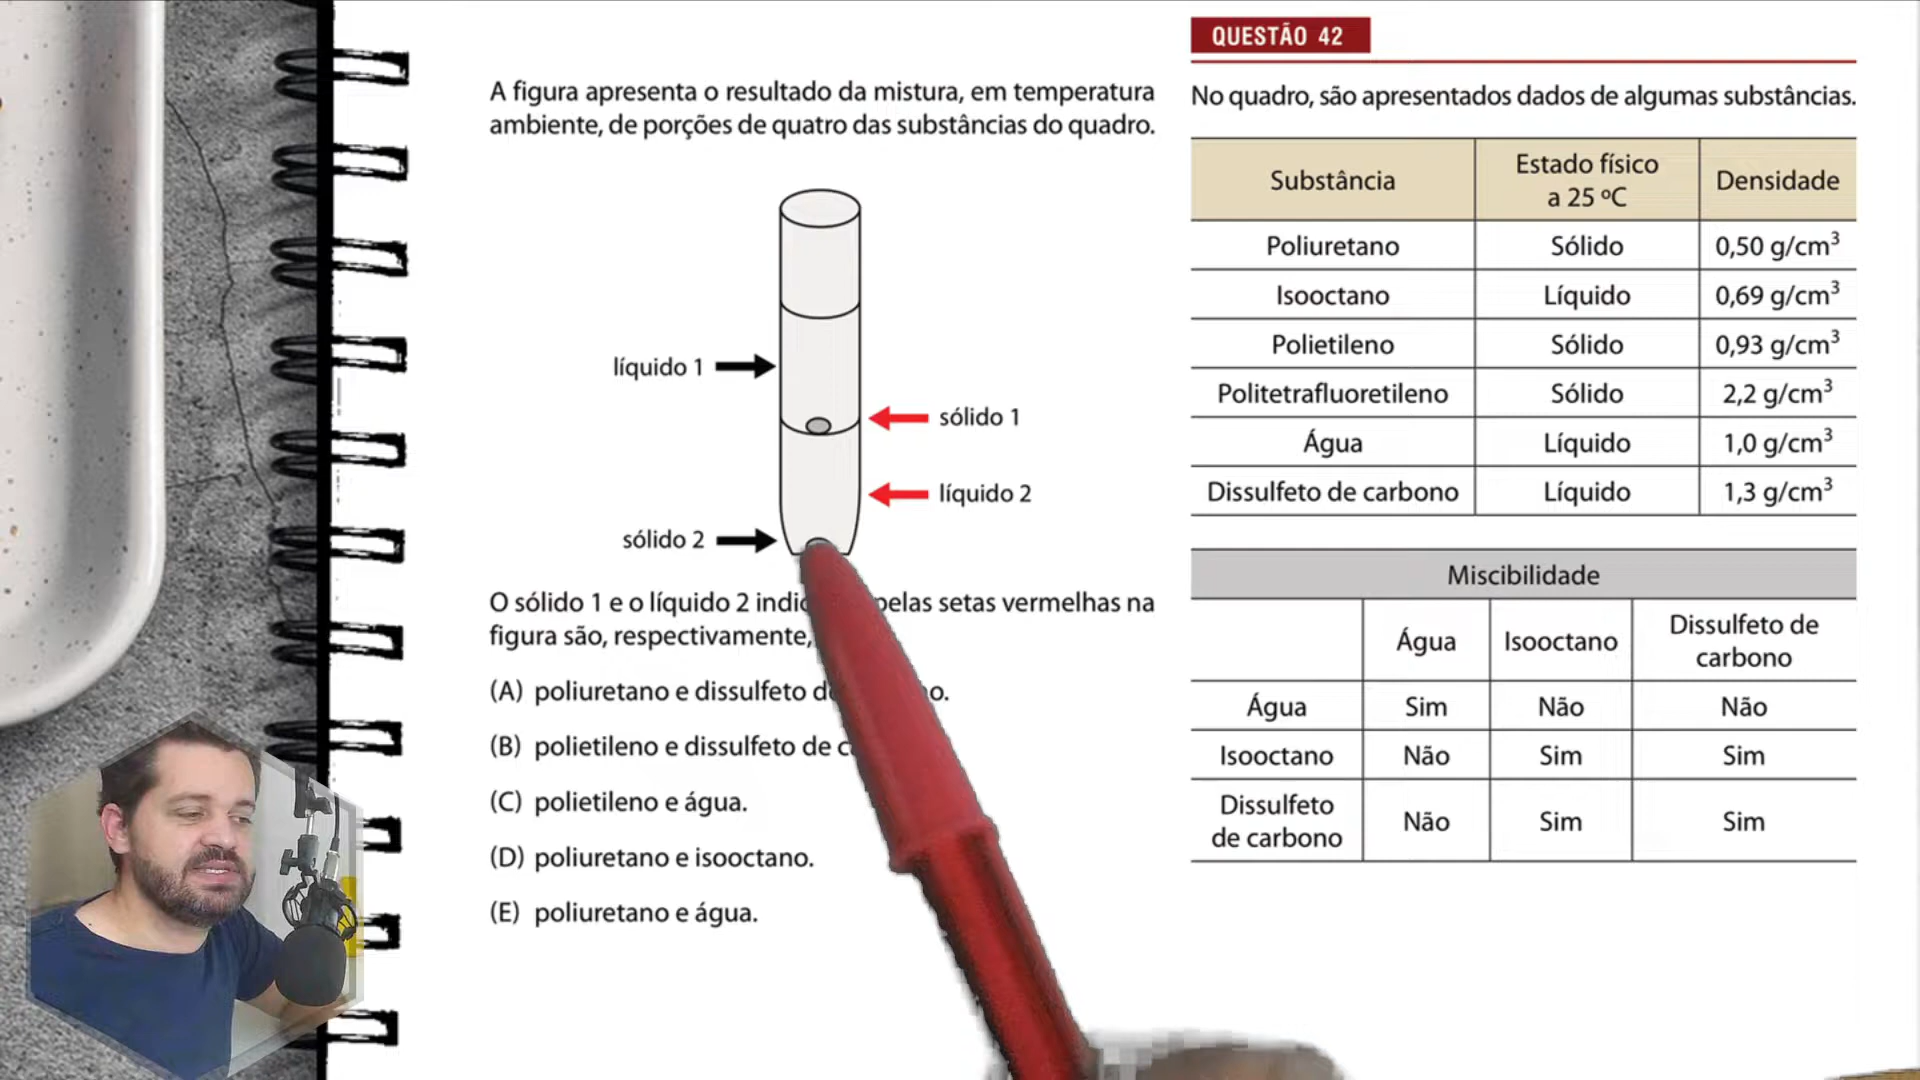 A figura apresenta o resultado da mistura, em temperatura
ambiente, de porções de quatro das substâncias do quadro.
líquido 1
sólido 1
líquido 2
sólido 2
O sólido 1 e o líquido 2 pelas setas vermelhas na
figura são, respectivamente,
(A) poliuretano e dissulfeto
(B) polietileno e dissulfeto de
(C) polietileno e água.
(D) poliuretano e isooctano.
(E) poliuretano e água.
QUESTÃO 42
No quadro, são apresentados dados de algumas substâncias.
Substância Estado físico a 25 ºC Densidade
Poliuretano Sólido 0,50 g/cm³
Isooctano Líquido 0,69 g/cm³
Polietileno Sólido 0,93 g/cm³
Politetrafluoretileno Sólido 2,2 g/cm³
Água Líquido 1,0 g/cm³
Dissulfeto de carbono Líquido 1,3 g/cm³
Miscibilidade
Água Isooctano Dissulfeto de carbono
Água Sim Não Não
Isooctano Não Sim Sim
Dissulfeto de carbono Não Sim Sim